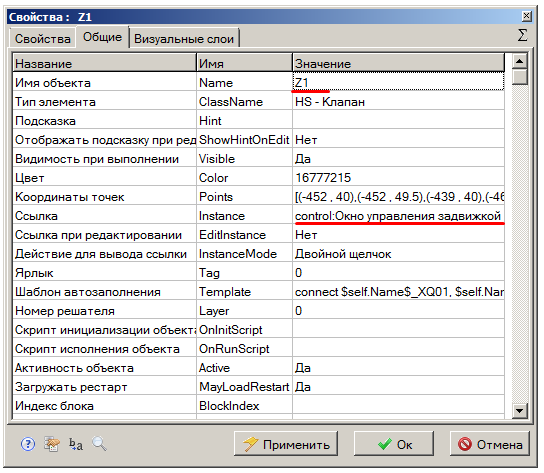 Свойства : Z1
Свойства Общие Визуальные слои Σ
Название Имя Значение
Имя объекта Name Z1
Тип элемента ClassName HS - Клапан
Подсказка Hint
Отображать подсказку при ред ShowHintOnEdit Нет
Видимость при выполнении Visible Да
Цвет Color 16777215
Координаты точек Points [(-452 , 40),(-452 , 49.5),(-439 , 40),(-46
Ссылка Instance control:Окно управления задвижкой
Ссылка при редактировании EditInstance Нет
Действие для вывода ссылки InstanceMode Двойной щелчок
Ярлык Tag 0
Шаблон автозаполнения Template connect $self.Name$_XQ01, $self.Nar
Номер решателя Layer 0
Скрипт инициализации объекта OnInitScript
Скрипт исполнения объекта OnRunScript
Активность объекта Active Да
Загружать рестарт MayLoadRestart Да
Индекс блока BlockIndex
Применить Ок Отмена